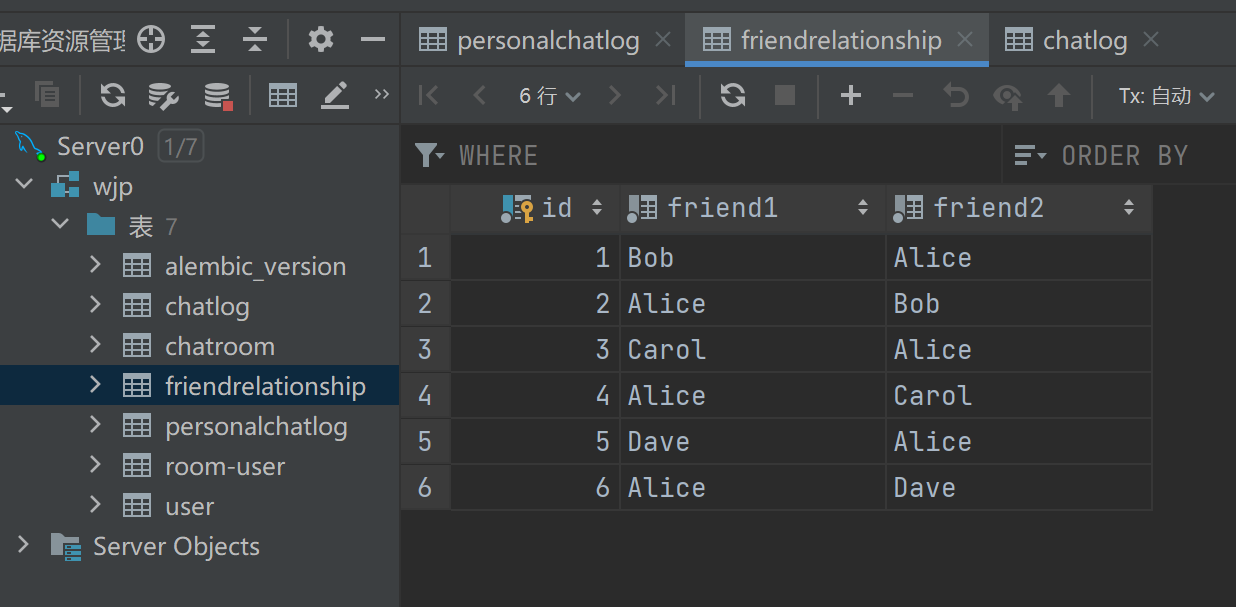 据库资源管理
personalchatlog
friendrelationship
chatlog
6 行
Tx: 自动
Server0 1/7
WHERE
ORDER BY
wjp
表 7
alembic_version
chatlog
chatroom
friendrelationship
personalchatlog
room-user
user
Server Objects
id friend1 friend2
1 1 Bob Alice
2 2 Alice Bob
3 3 Carol Alice
4 4 Alice Carol
5 5 Dave Alice
6 6 Alice Dave